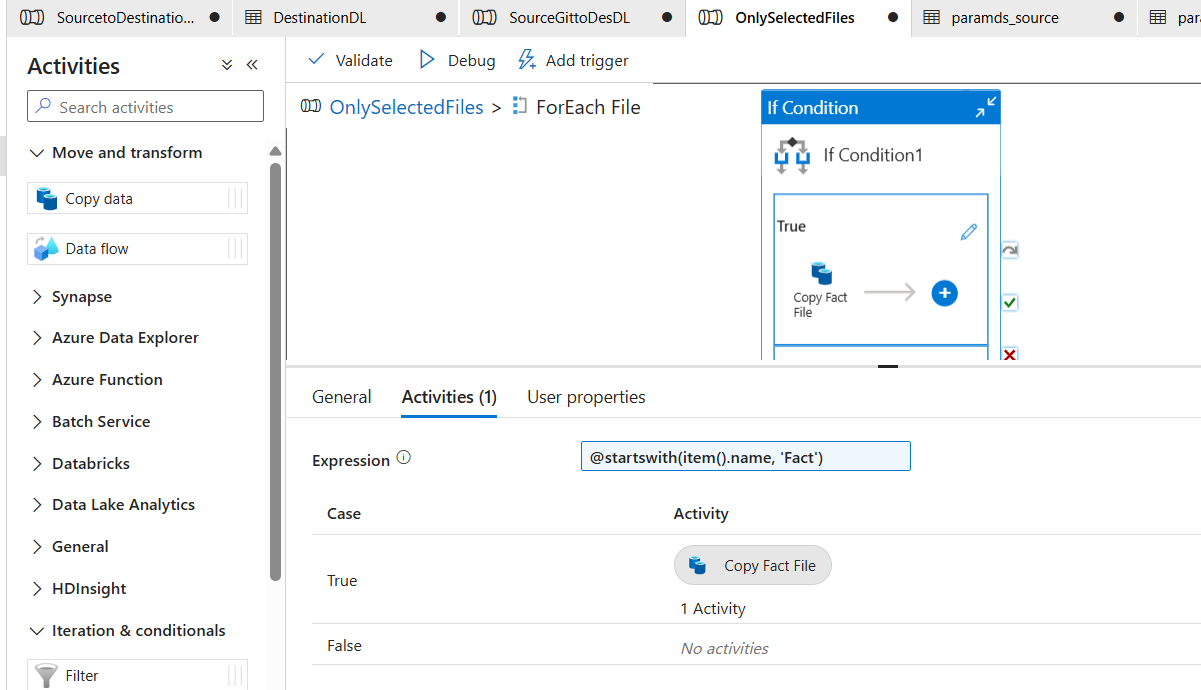 SourcetoDestinatio...
DestinationDL
SourceGittoDesDL
OnlySelectedFiles
paramds_source
par
Activities
Search activities
Move and transform
Copy data
Data flow
Synapse
Azure Data Explorer
Azure Function
Batch Service
Databricks
Data Lake Analytics
General
HDInsight
Iteration & conditionals
Filter
Validate
Debug
Add trigger
OnlySelectedFiles > ForEach File
If Condition
If Condition1
True
Copy Fact
File
General
Activities (1)
User properties
Expression
@startswith(item().name, 'Fact')
Case
Activity
True
Copy Fact File
1 Activity
False
No activities